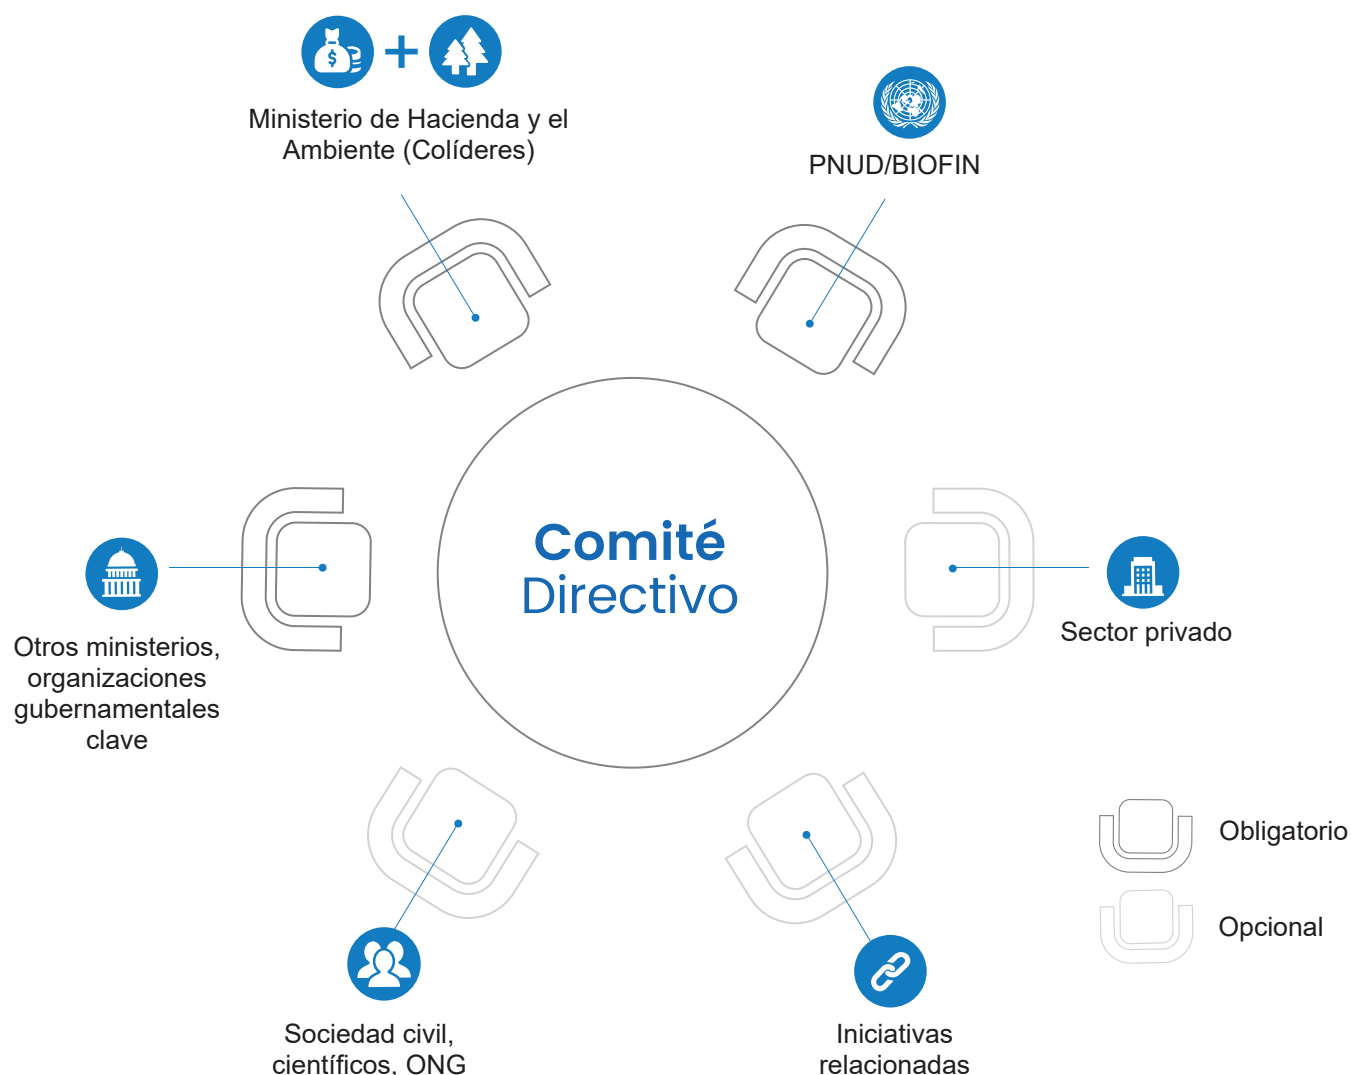 Ministerio de Hacienda y el
Ambiente (Colíderes)
PNUD/BIOFIN
Comité
Directivo
Otros ministerios,
organizaciones
gubernamentales
clave
Sector privado
Obligatorio
Opcional
Sociedad civil,
científicos, ONG
Iniciativas
relacionadas